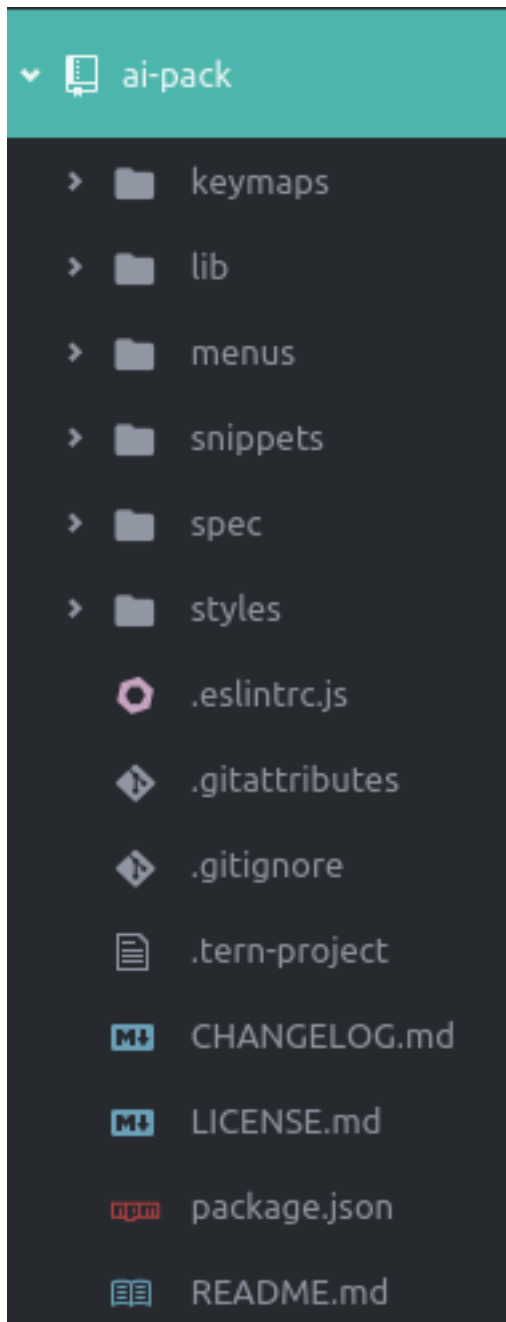 ai-pack
keymaps
lib
menus
snippets
spec
styles
.eslintrc.js
.gitattributes
.gitignore
.tern-project
M↓ CHANGELOG.md
M↓ LICENSE.md
npm package.json
README.md